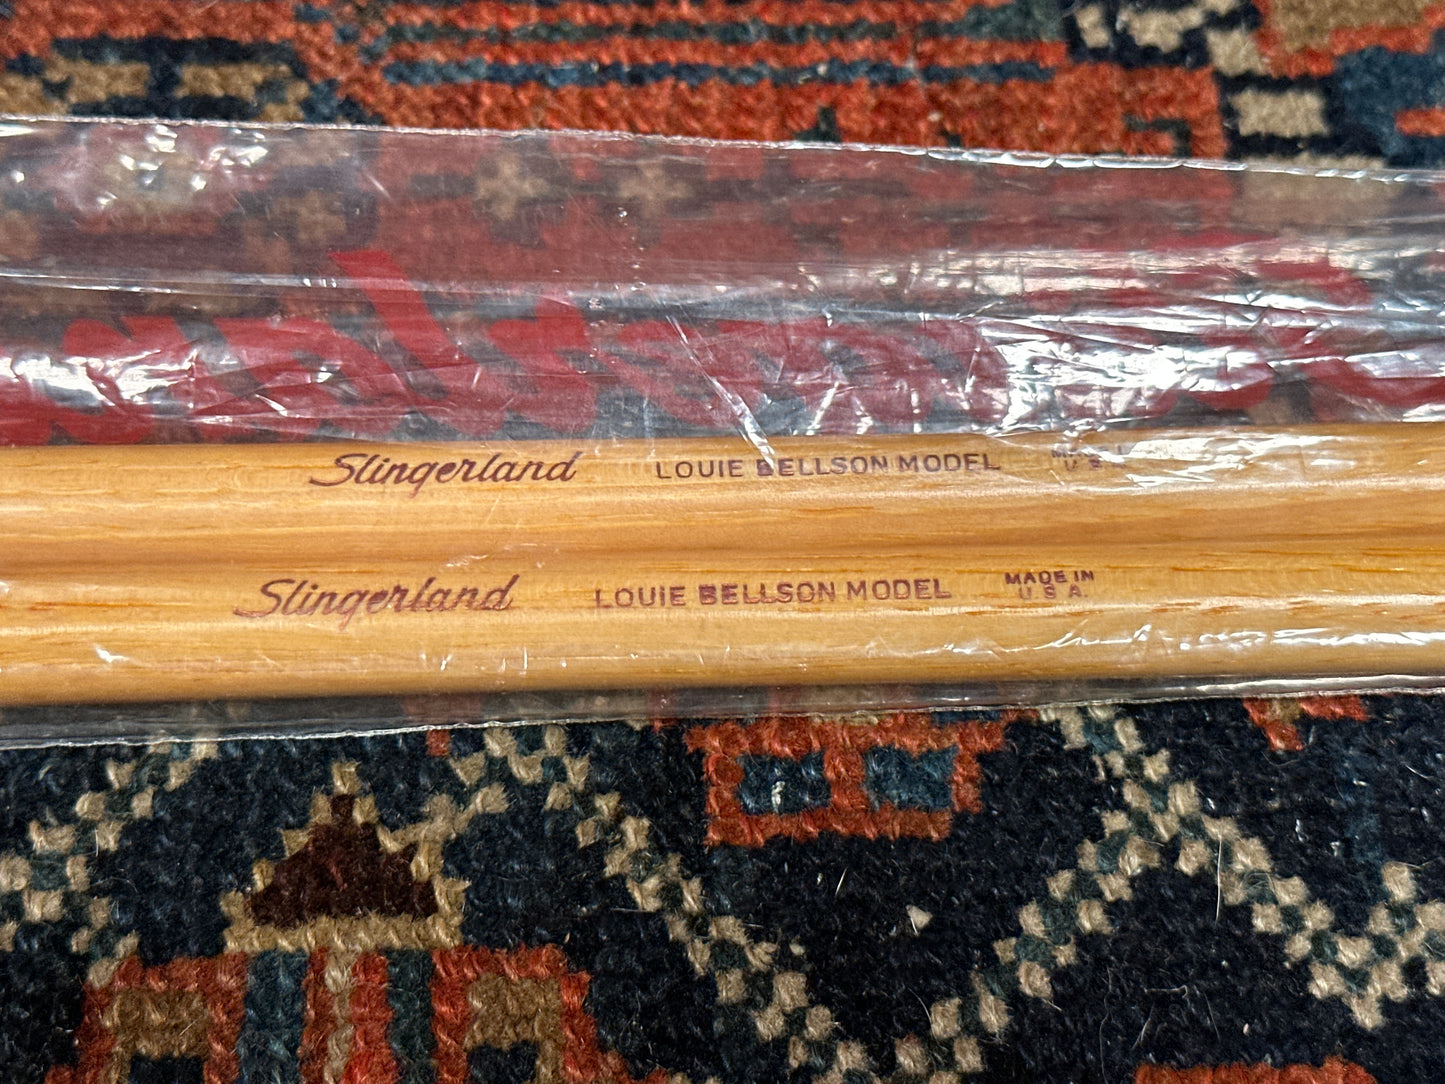 Slingerland LOUIE BELLSON MODEL
U S A
Slingerland LOUIE BELLSON MODEL MADE IN
U.S.A.